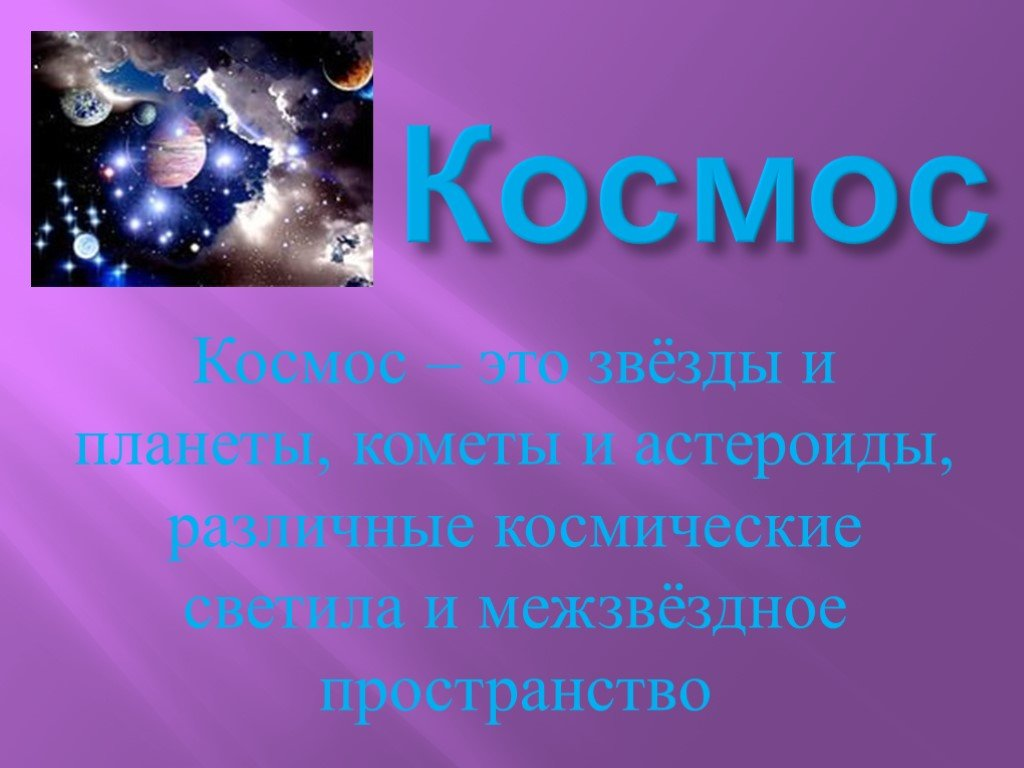 Космос
Космос – это звёзды и
планеты, кометы и астероиды,
различные космические
светила и межзвёздное
пространство